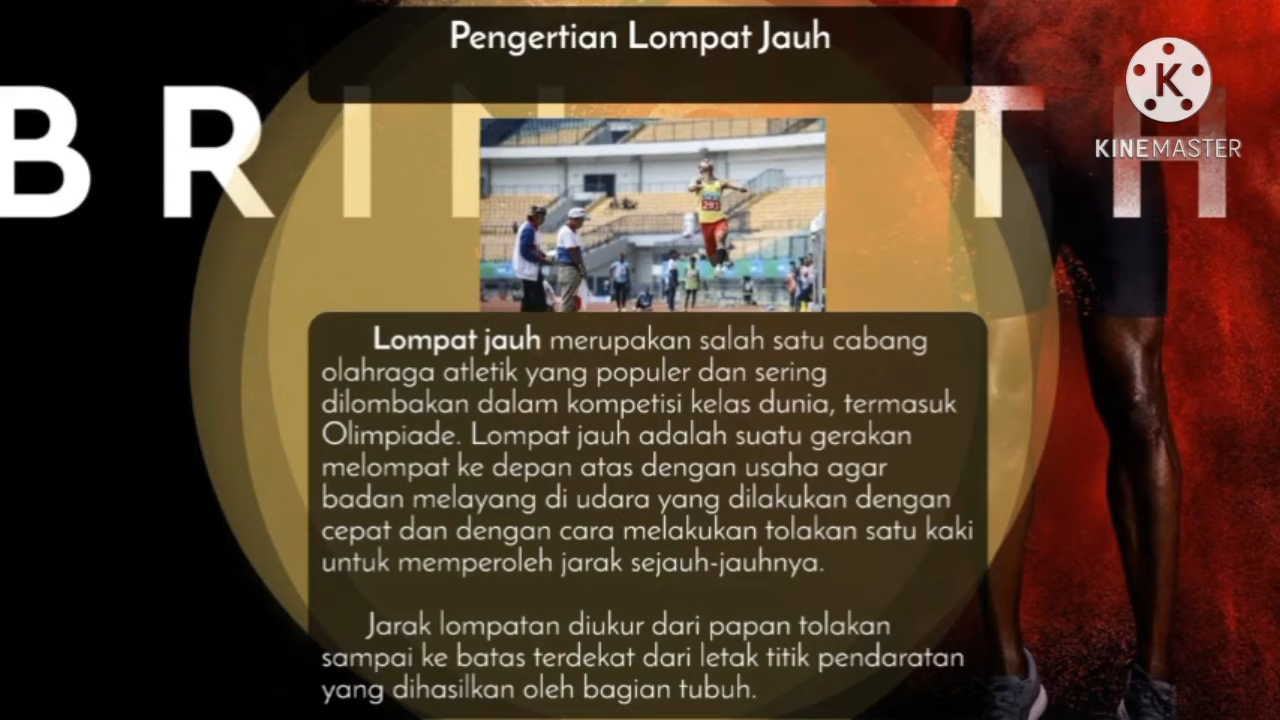 Pengertian Lompat Jauh
BRIN TH
K
KINEMASTER
293
Lompat jauh merupakan salah satu cabang
olahraga atletik yang populer dan sering
dilombakan dalam kompetisi kelas dunia, termasuk
Olimpiade. Lompat jauh adalah suatu gerakan
melompat ke depan atas dengan usaha agar
badan melayang di udara yang dilakukan dengan
cepat dan dengan cara melakukan tolakan satu kaki
untuk memperoleh jarak sejauh-jauhnya.
Jarak lompatan diukur dari papan tolakan
sampai ke batas terdekat dari letak titik pendaratan
yang dihasilkan oleh bagian tubuh.